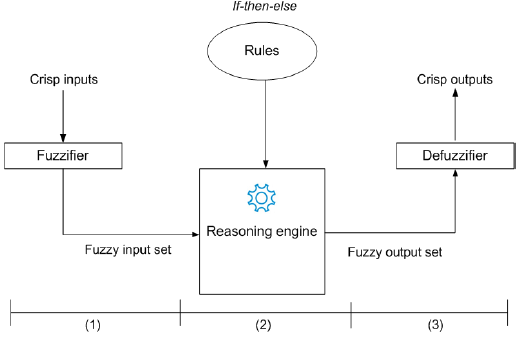 If-then-else
Rules
Crisp inputs
Crisp outputs
Fuzzifier
Defuzzifier
Reasoning engine
Fuzzy input set
Fuzzy output set
(1)
(2)
(3)